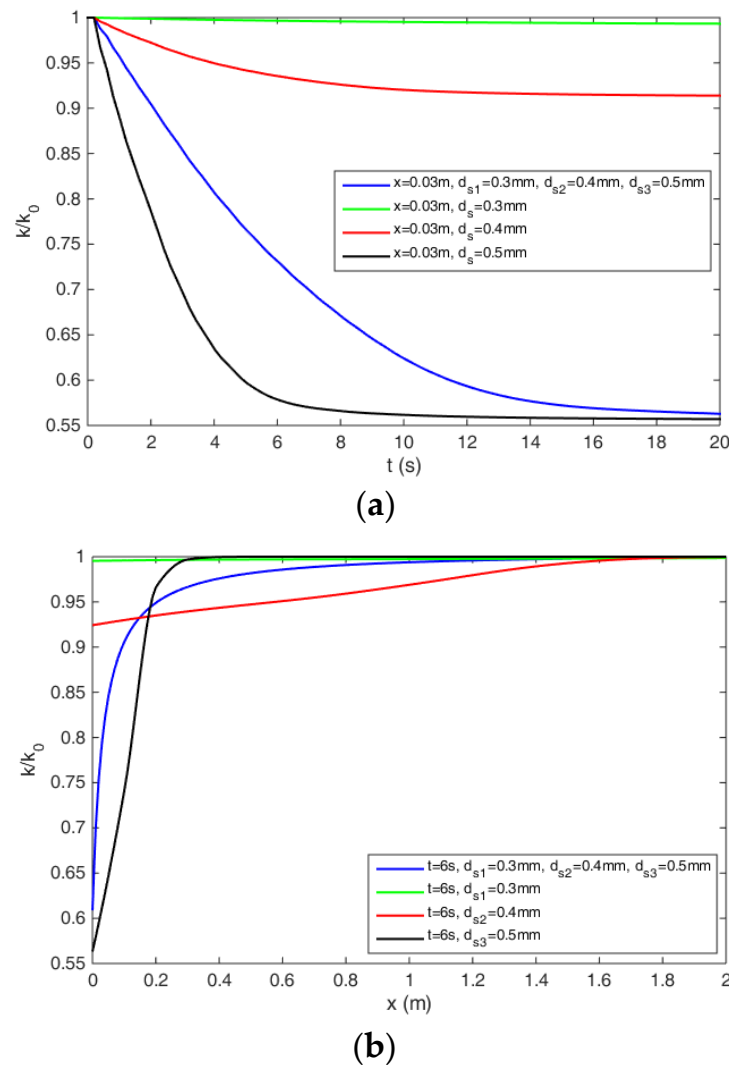 1
0.95
0.9
0.85
0.8
0.75
0.7
0.65
0.6
0.55
k/k0
x=0.03m, ds1=0.3mm, ds2=0.4mm, ds3=0.5mm
x=0.03m, ds=0.3mm
x=0.03m, ds=0.4mm
x=0.03m, ds=0.5mm
0 2 4 6 8 10 12 14 16 18 20
t (s)
(a)
1
0.95
0.9
0.85
0.8
0.75
0.7
0.65
0.6
0.55
k/k0
t=6s, ds1=0.3mm, ds2=0.4mm, ds3=0.5mm
t=6s, ds1=0.3mm
t=6s, ds2=0.4mm
t=6s, ds3=0.5mm
0 0.2 0.4 0.6 0.8 1 1.2 1.4 1.6 1.8 2
x (m)
(b)